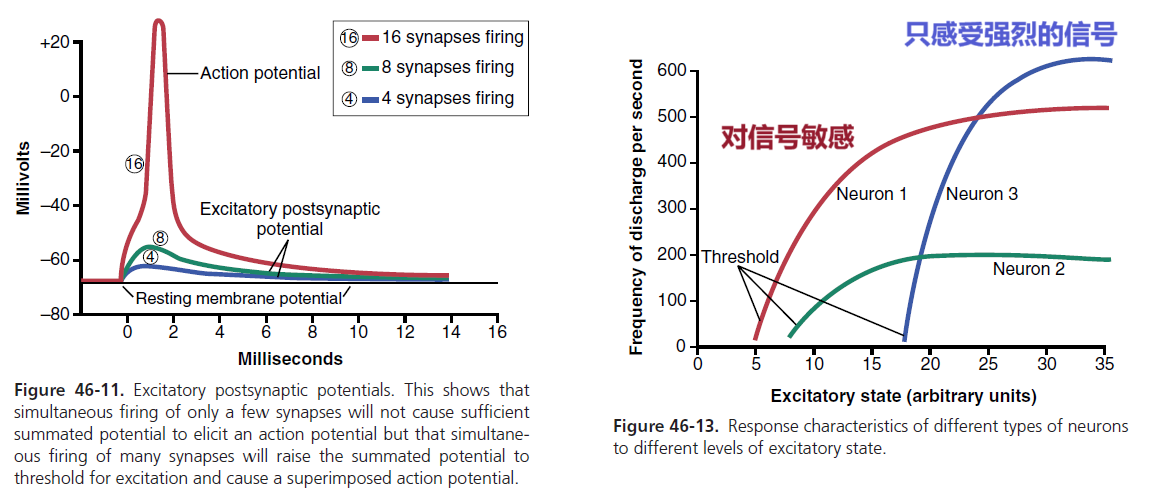 +20
0
–20
–40
–60
–80
Millivolts
⑯ 16 synapses firing
⑧ 8 synapses firing
④ 4 synapses firing
Action potential
⑯
⑧
④
Excitatory postsynaptic
potential
Resting membrane potential
0 2 4 6 8 10 12 14 16
Milliseconds
Figure 46-11. Excitatory postsynaptic potentials. This shows that
simultaneous firing of only a few synapses will not cause sufficient
summated potential to elicit an action potential but that simultane-
ous firing of many synapses will raise the summated potential to
threshold for excitation and cause a superimposed action potential.
只感受强烈的信号
600
500
400
300
200
100
0
Frequency of discharge per second
对信号敏感
Neuron 1
Neuron 3
Threshold
Neuron 2
0 5 10 15 20 25 30 35
Excitatory state (arbitrary units)
Figure 46-13. Response characteristics of different types of neurons
to different levels of excitatory state.